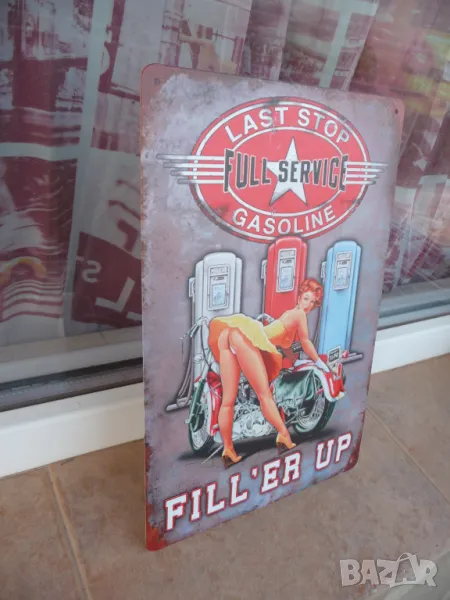 LAST STOP
FULL SERVICE
GASOLINE
FILL'ER UP
BAZAR